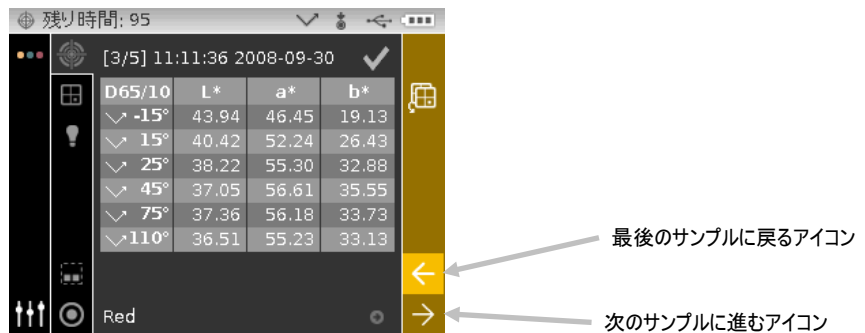 残り時間: 95
[3/5] 11:11:36 2008-09-30
D65/10 L* a* b*
-15° 43.94 46.45 19.13
15° 40.42 52.24 26.43
25° 38.22 55.30 32.88
45° 37.05 56.61 35.55
75° 37.36 56.18 33.73
110° 36.51 55.23 33.13
最後のサンプルに戻るアイコン
Red
次のサンプルに進むアイコン